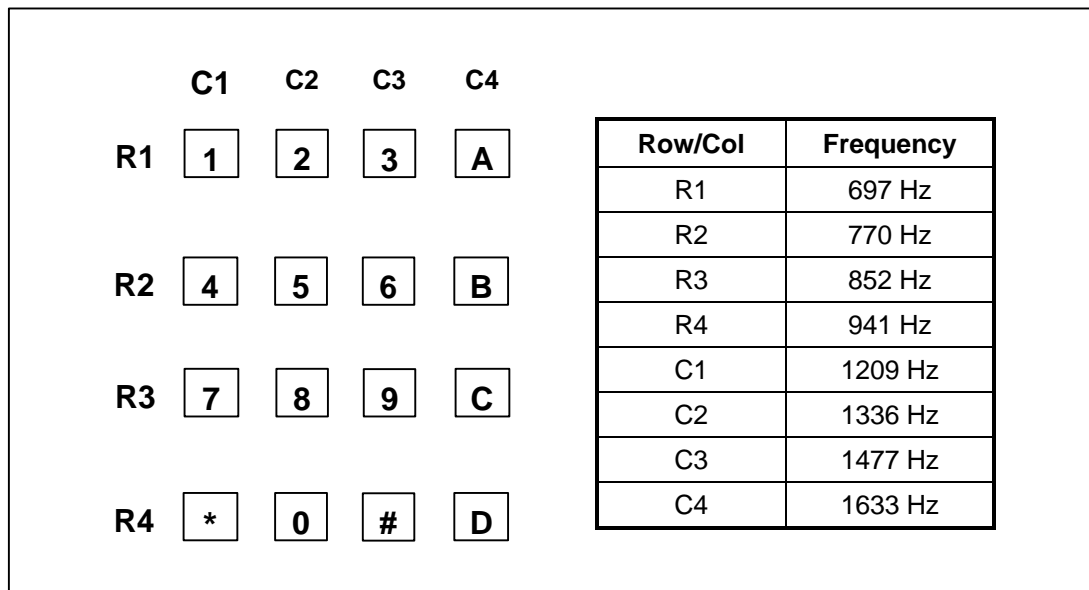 C1 C2 C3 C4
R1 1 2 3 A
R2 4 5 6 B
R3 7 8 9 C
R4 * 0 # D
Row/Col Frequency
R1 697 Hz
R2 770 Hz
R3 852 Hz
R4 941 Hz
C1 1209 Hz
C2 1336 Hz
C3 1477 Hz
C4 1633 Hz